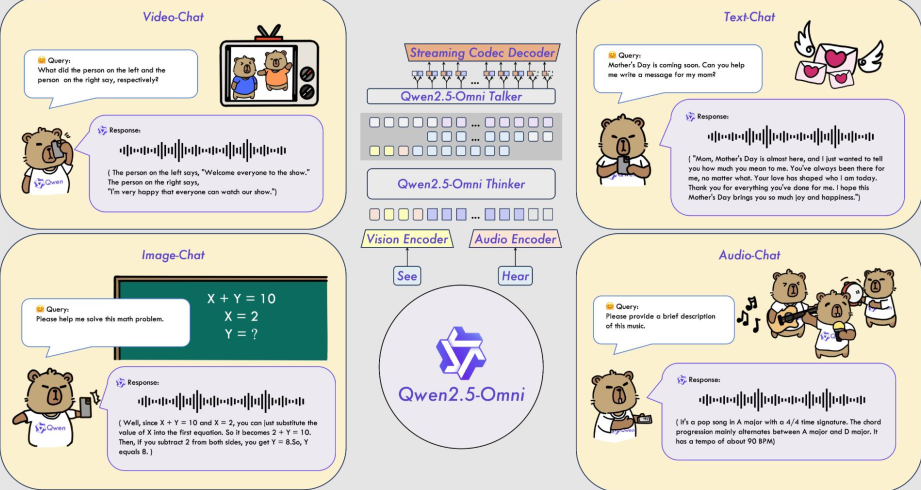 Video-Chat
Query:
What did the person on the left and the
person on the right say, respectively?
Response:
( The person on the left says, "Welcome everyone to the show."
The person on the right says,
"I'm very happy that everyone can watch our show.")
Qwen
Streaming Codec Decoder
...
Qwen2.5-Omni Talker
...
Qwen2.5-Omni Thinker
...
Vision Encoder
Audio Encoder
See
Hear
Qwen2.5-Omni
Text-Chat
Query:
Mother's Day is coming soon. Can you help
me write a message for my mom?
Response:
( "Mom, Mother's Day is almost here, and I just wanted to tell
you how much you mean to me. You've always been there for
me, no matter what. Your love has shaped who I am today.
Thank you for everything you've done for me. I hope this
Mother's Day brings you so much joy and happiness.")
Image-Chat
Query:
Please help me solve this math problem.
X + Y = 10
X = 2
Y = ?
Response:
( Well, since X + Y = 10 and X = 2, you can just substitute the
value of X into the first equation. So it becomes 2 + Y = 10.
Then, if you subtract 2 from both sides, you get Y = 8.So, Y
equals 8. )
Qwen
Audio-Chat
Query:
Please provide a brief description
of this music.
Response:
( It's a pop song in A major with a 4/4 time signature. The chord
progression mainly alternates between A major and D major. It
has a tempo of about 90 BPM)